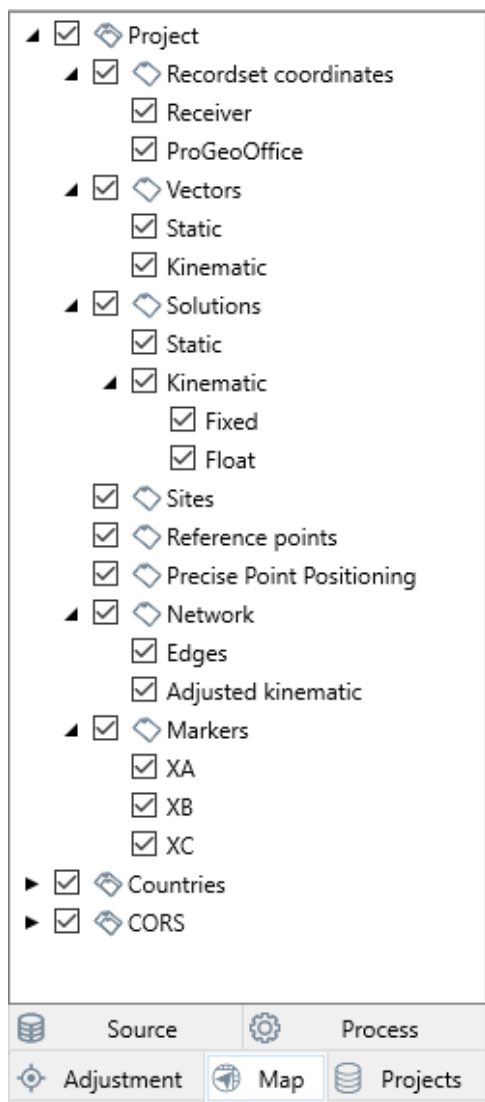 Project
Recordset coordinates
Receiver
ProGeoOffice
Vectors
Static
Kinematic
Solutions
Static
Kinematic
Fixed
Float
Sites
Reference points
Precise Point Positioning
Network
Edges
Adjusted kinematic
Markers
XA
XB
XC
Countries
CORS
Source Process
Adjustment Map Projects